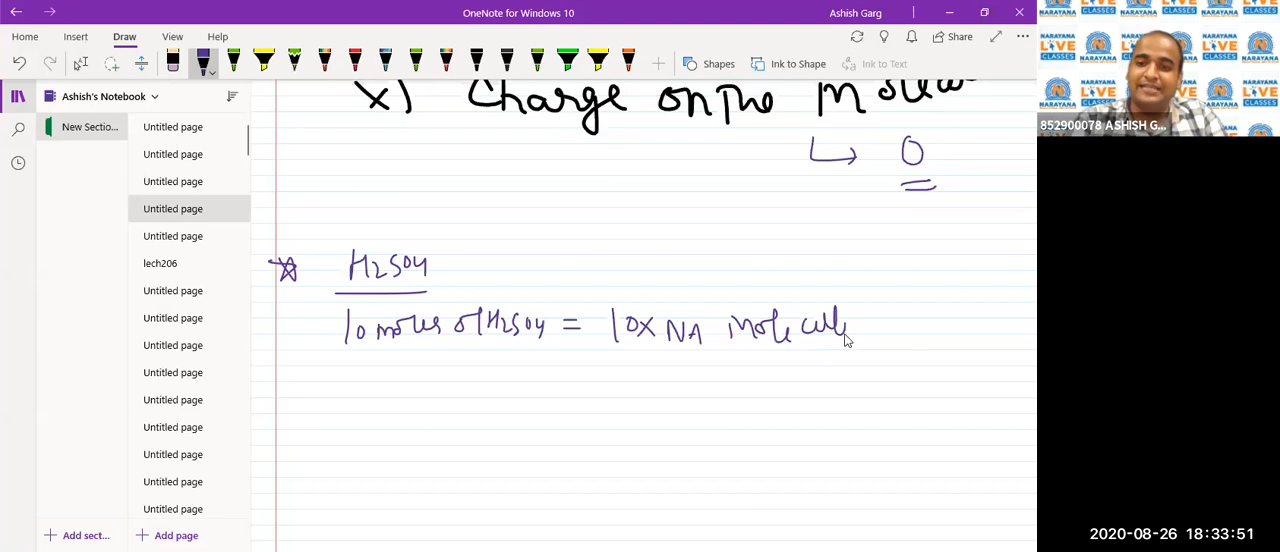 OneNote for Windows 10
Ashish Garg
Home Insert Draw View Help
Share
Shapes
Ink to Shape
Ink to Text
Ashish's Notebook
New Sectio...
Untitled page
Untitled page
Untitled page
Untitled page
Untitled page
lech206
Untitled page
Untitled page
Untitled page
Untitled page
Untitled page
Untitled page
Untitled page
Untitled page
Untitled page
Add sect...
Add page
x) Charge on the Molecu
0
H2SO4
10 moles of H2SO4 = 10x NA Molecule
NARAYANA LIVE CLASSES
852900078 ASHISH G...
2020-08-26 18:33:51